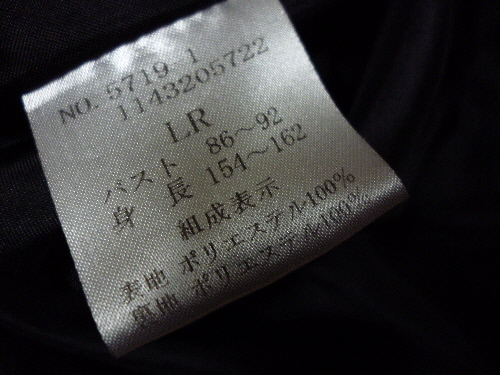 NO. 5719 1
1143205722
LR
バスト 86～92
身長 154～162
組成表示
表地 ポリエステル100%
裏地 ポリエステル100%